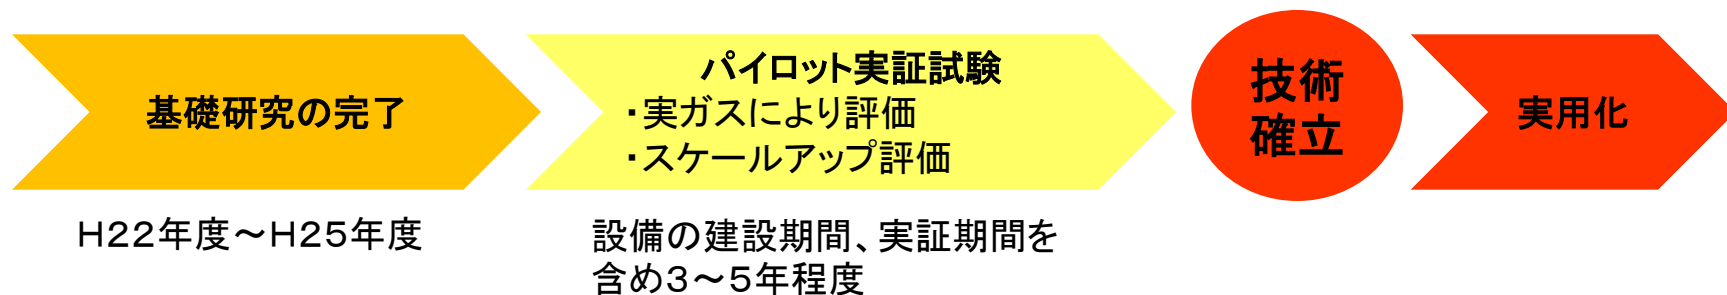 基礎研究の完了
パイロット実証試験
・実ガスにより評価
・スケールアップ評価
技術
確立
実用化
H22年度～H25年度
設備の建設期間、実証期間を
含め3～5年程度